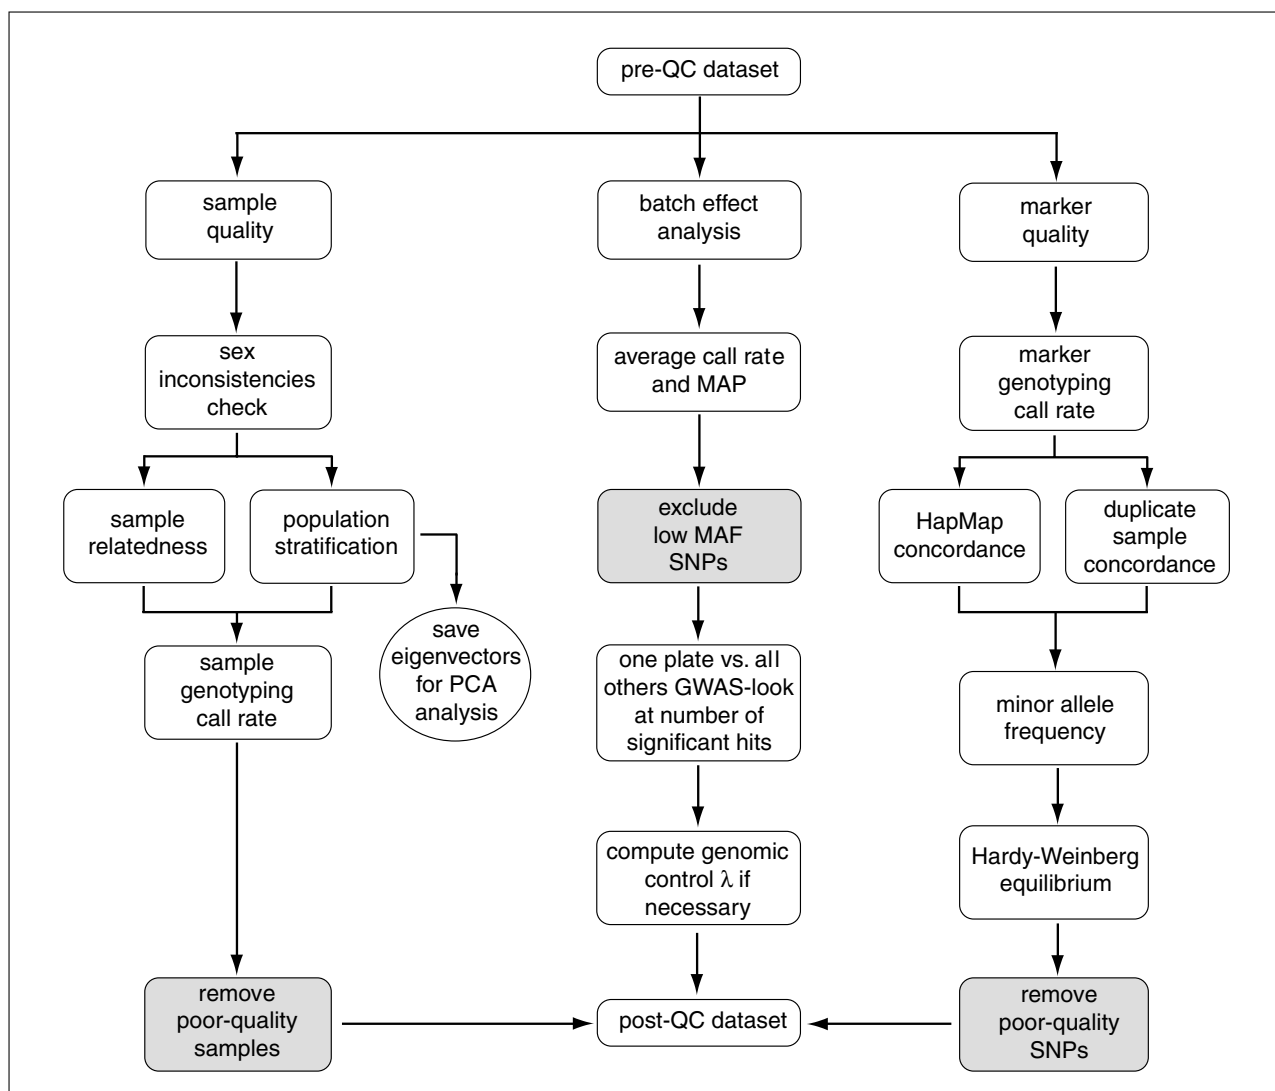 pre-QC dataset
sample
quality
batch effect
analysis
marker
quality
sex
inconsistencies
check
average call rate
and MAP
marker
genotyping
call rate
sample
relatedness
population
stratification
exclude
low MAF
SNPs
HapMap
concordance
duplicate
sample
concordance
save
eigenvectors
for PCA
analysis
sample
genotyping
call rate
one plate vs. all
others GWAS-look
at number of
significant hits
minor allele
frequency
compute genomic
control λ if
necessary
Hardy-Weinberg
equilibrium
remove
poor-quality
samples
post-QC dataset
remove
poor-quality
SNPs